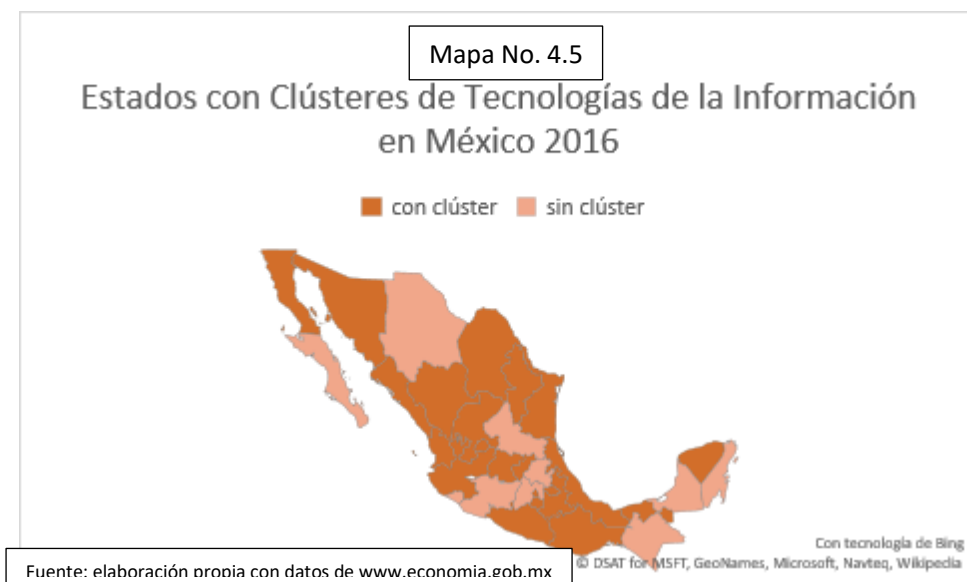 Mapa No. 4.5
Estados con Clústeres de Tecnologías de la Información
en México 2016
con clúster sin clúster
Con tecnología de Bing
© DSAT for MSFT, GeoNames, Microsoft, Navteq, Wikipedia
Fuente: elaboración propia con datos de www.economia.gob.mx